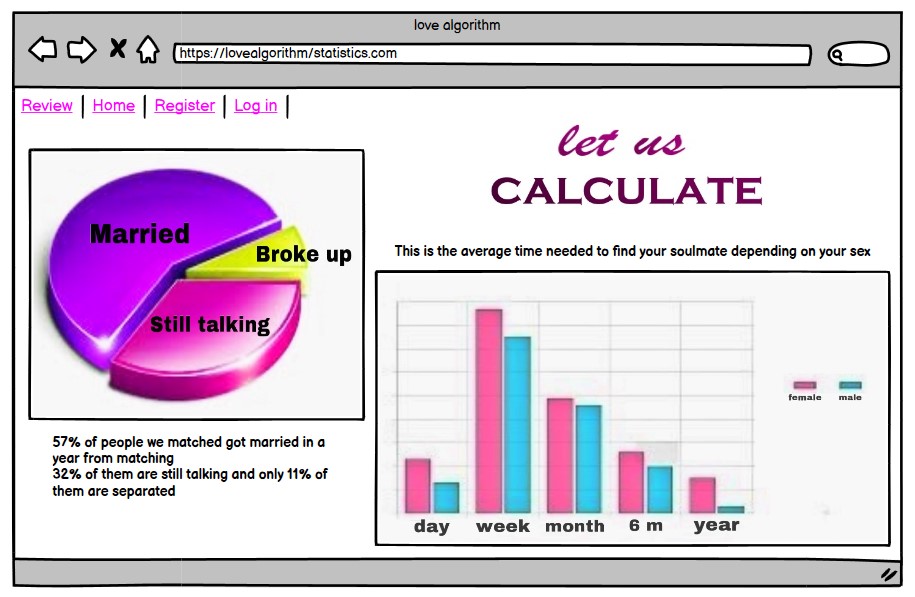 love algorithm
https://lovealgorithm/statistics.com
Review | Home | Register | Log in |
let us
CALCULATE
Married
Broke up
Still talking
57% of people we matched got married in a
year from matching
32% of them are still talking and only 11% of
them are separated
This is the average time needed to find your soulmate depending on your sex
female male
day week month 6 m year